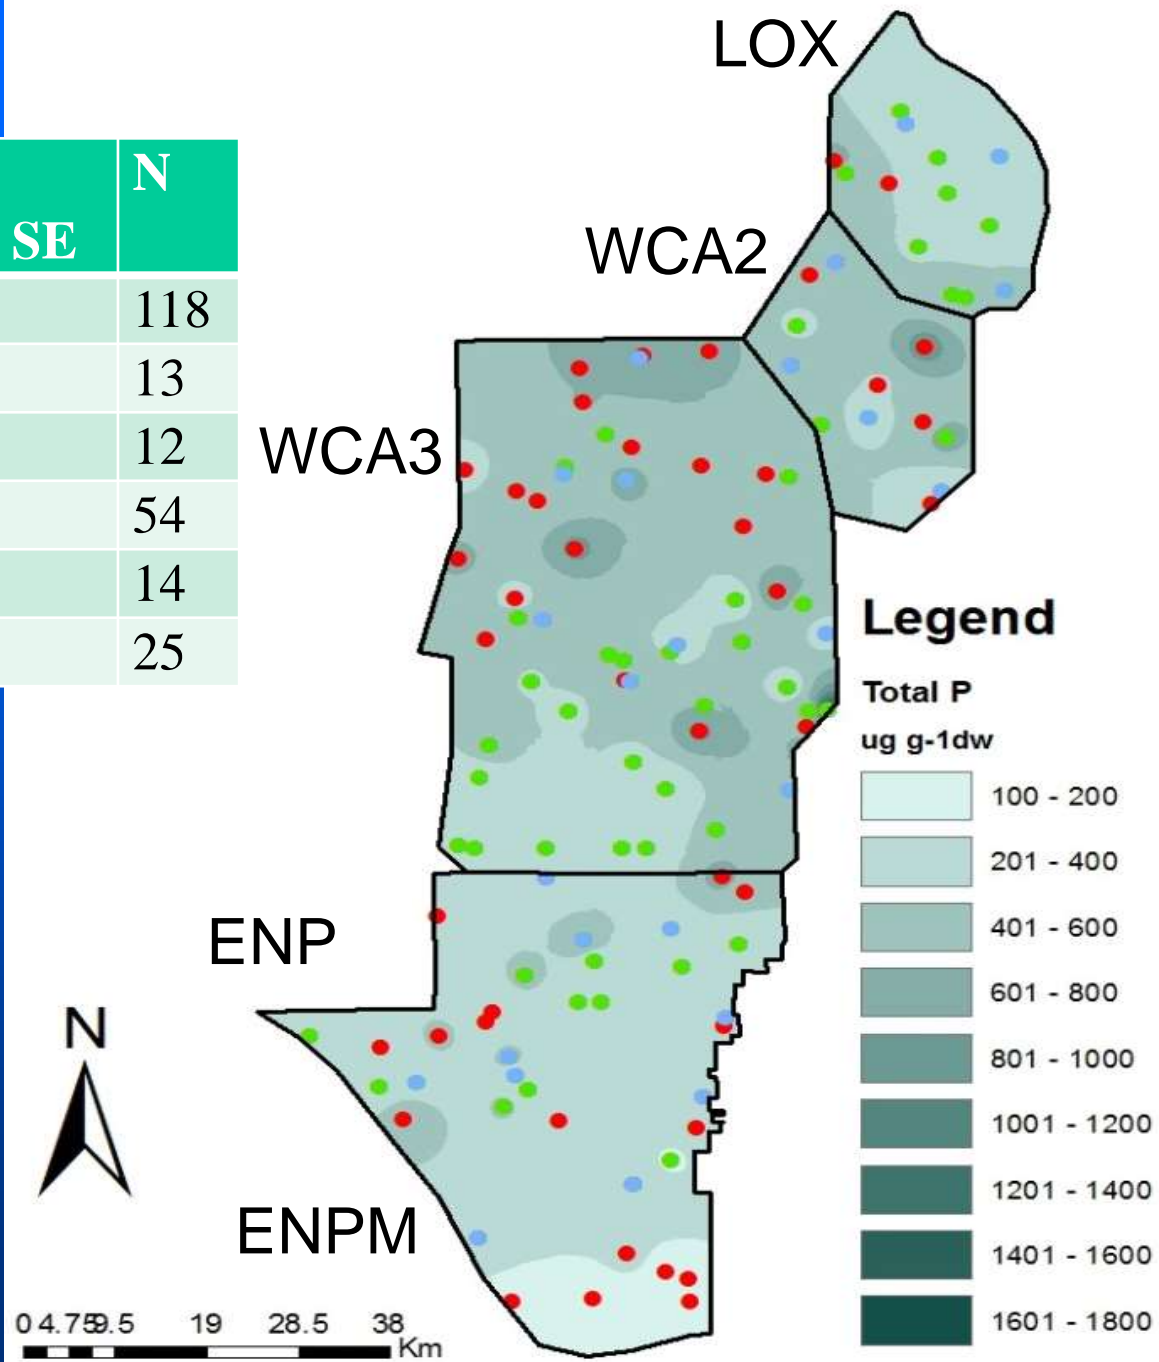 LOX
N
SE
WCA2
118
13
12
54
14
25
WCA3
Legend
Total P
ug g-1dw
100 - 200
201 - 400
401 - 600
601 - 800
801 - 1000
1001 - 1200
1201 - 1400
1401 - 1600
1601 - 1800
ENP
N
ENPM
0 4.75 9.5 19 28.5 38
Km